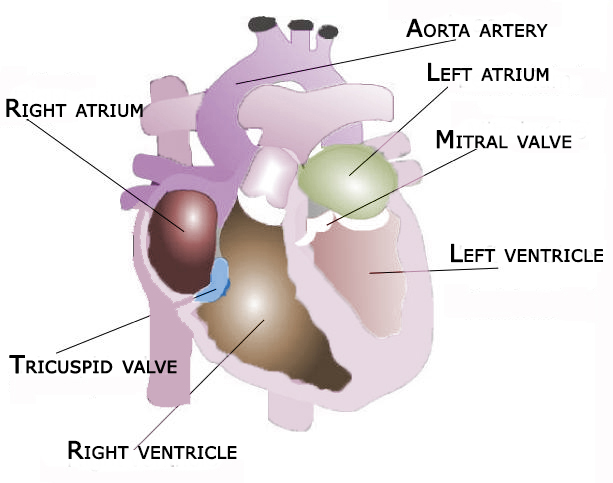 Aorta artery
Left atrium
Right atrium
Mitral valve
Left ventricle
Tricuspid valve
Right ventricle